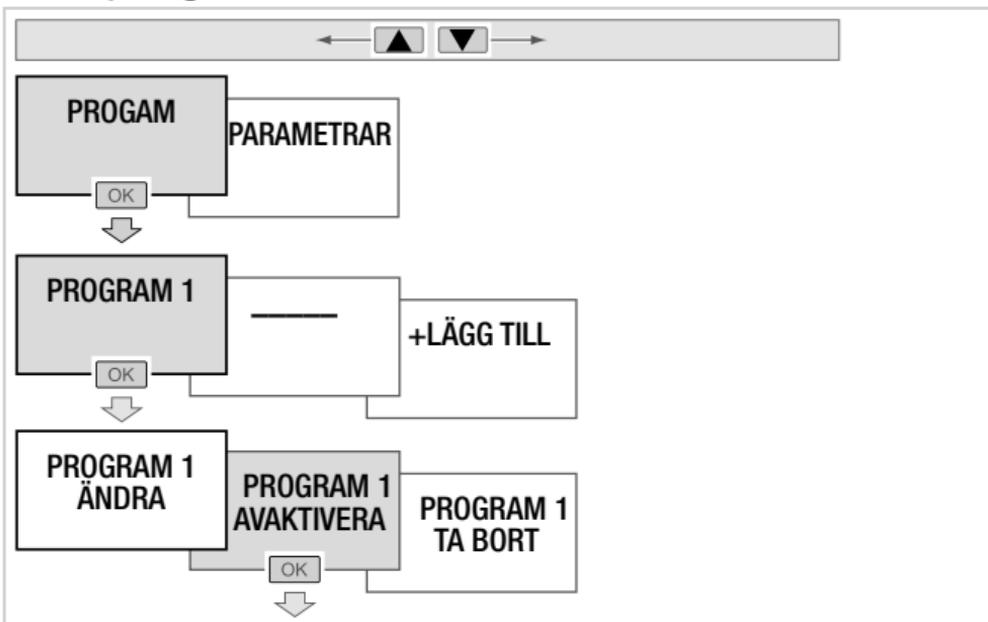 PROGAM
PARAMETRAR
OK
PROGRAM 1
_____
+LÄGG TILL
OK
PROGRAM 1
ÄNDRA
PROGRAM 1
AVAKTIVERA
PROGRAM 1
TA BORT
OK